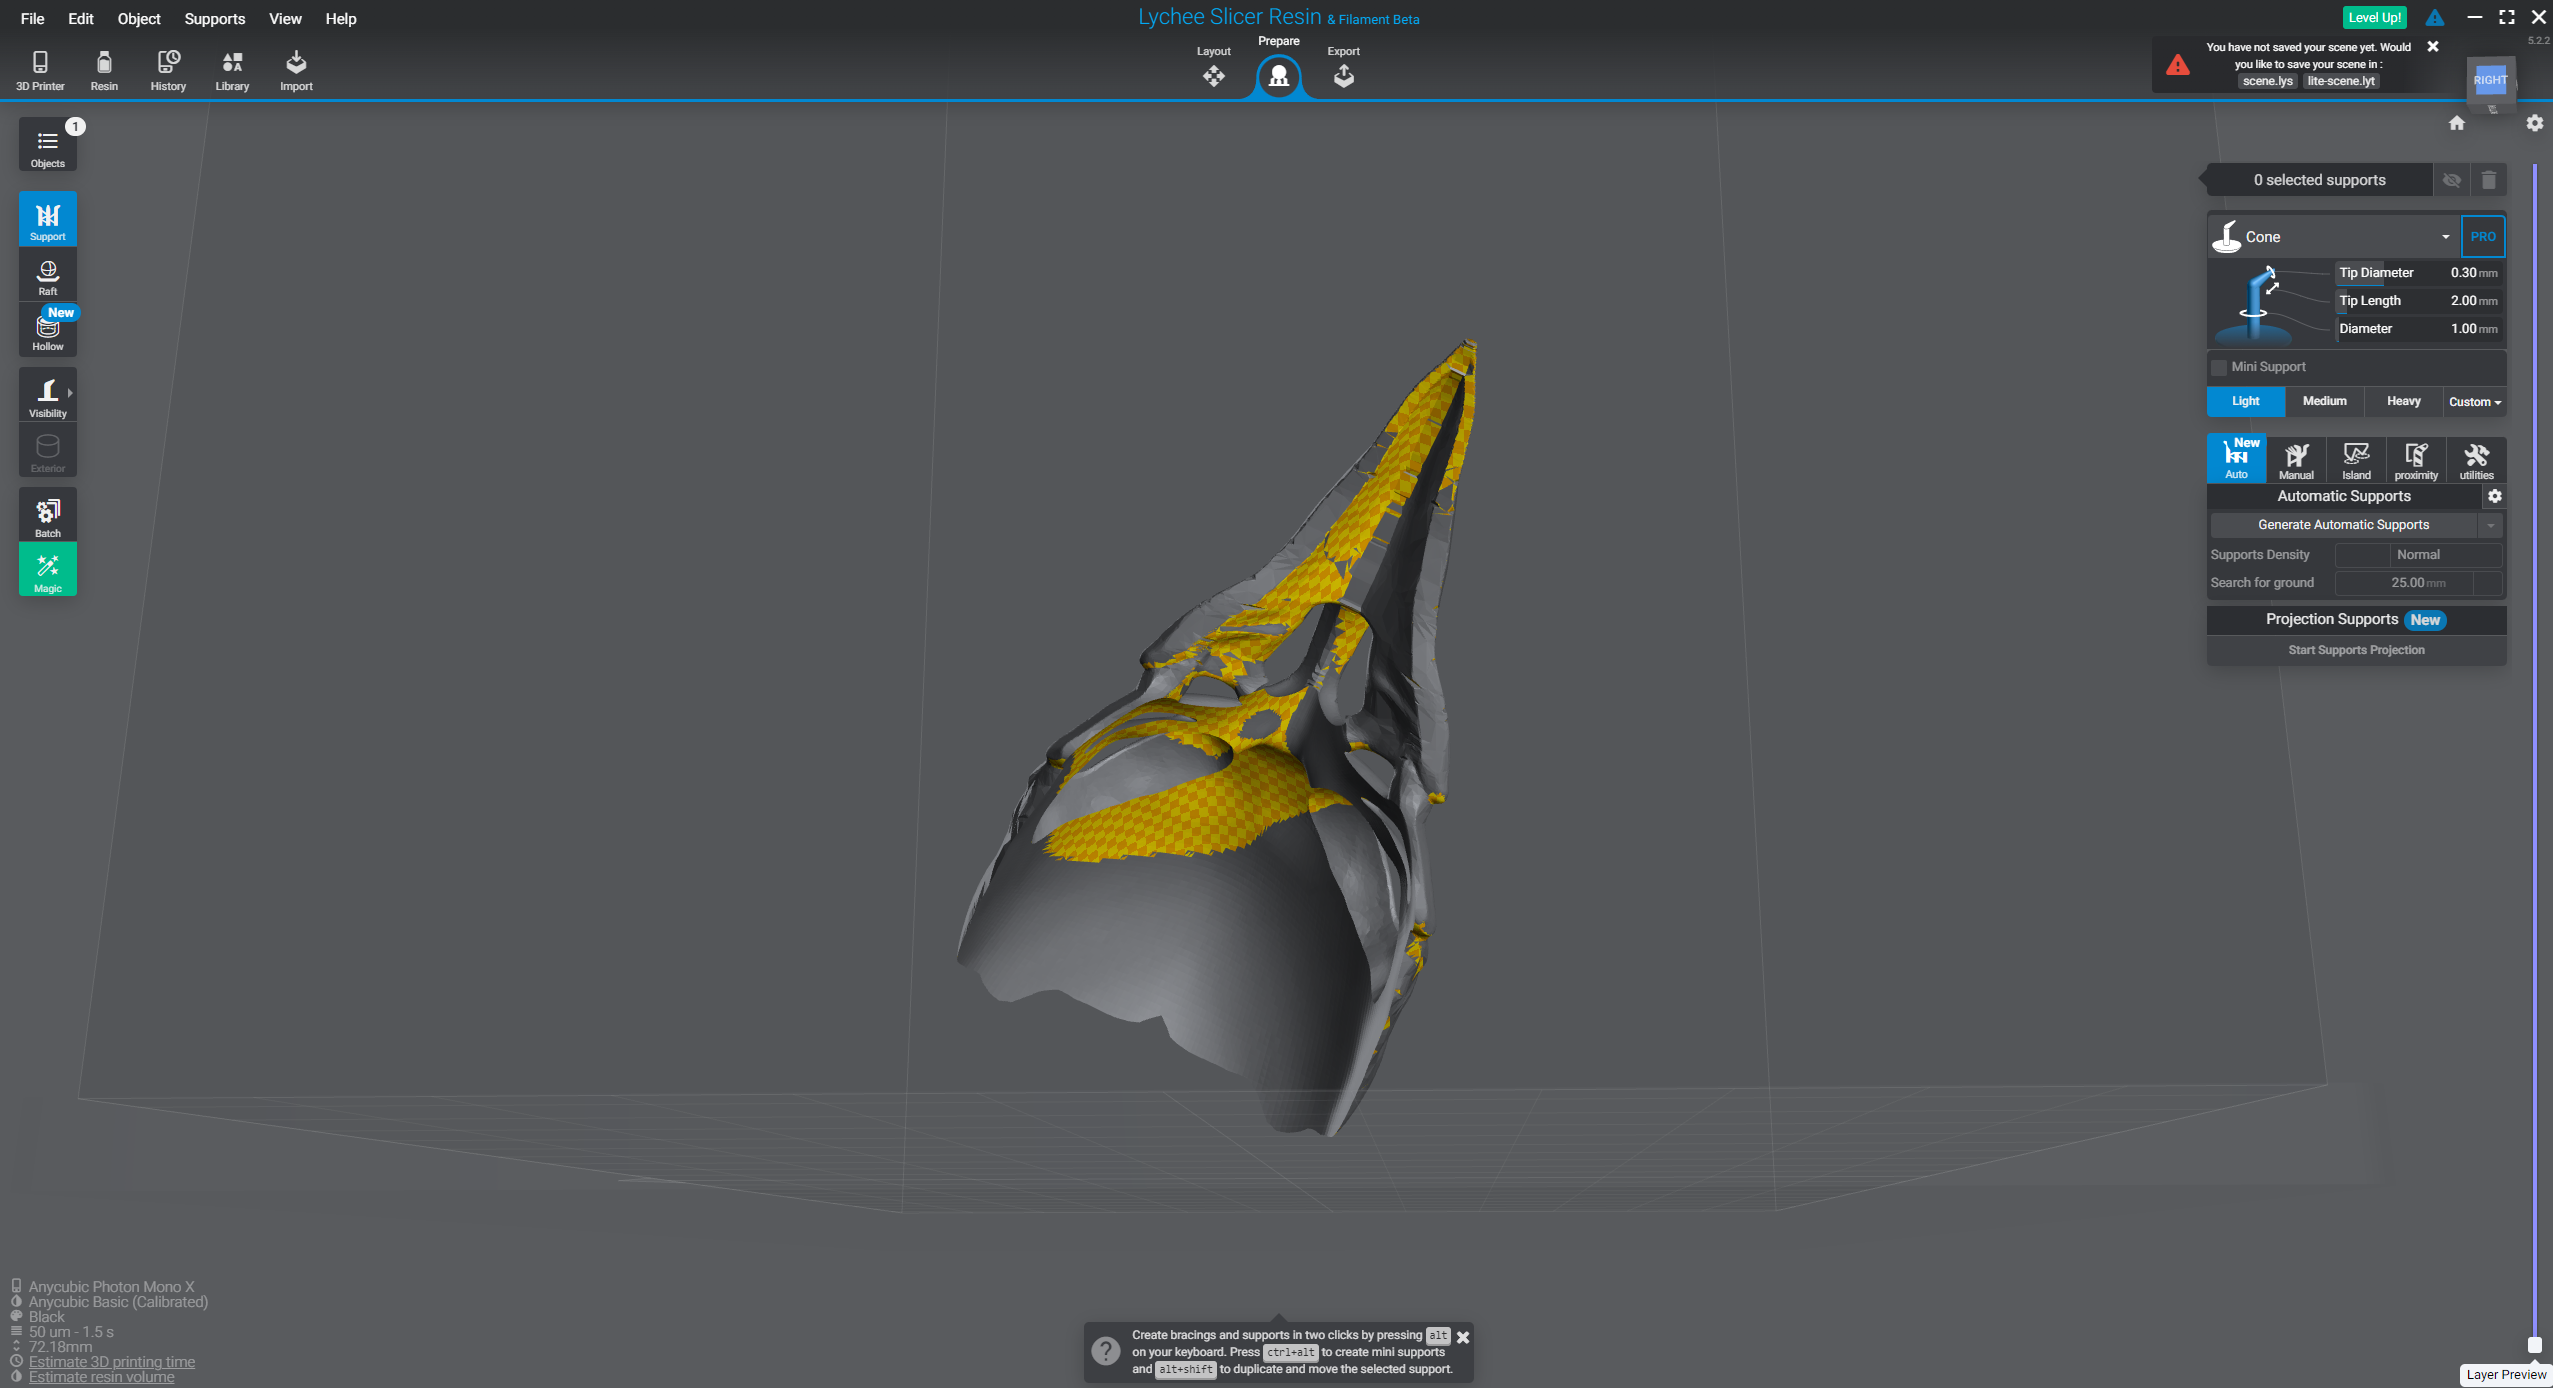 File Edit Object Supports View Help
Lychee Slicer Resin & Filament Beta
Level Up!
5.2.2
3D Printer Resin History Library Import
Layout Prepare Export
You have not saved your scene yet. Would
you like to save your scene in :
scene.lys lite-scene.lyt
RIGHT
1
Objects
Support
Raft
New
Hollow
Visibility
Exterior
Batch
Magic
0 selected supports
Cone PRO
Tip Diameter 0.30 mm
Tip Length 2.00 mm
Diameter 1.00 mm
Mini Support
Light Medium Heavy Custom
New
Auto Manual Island proximity utilities
Automatic Supports
Generate Automatic Supports
Supports Density Normal
Search for ground 25.00 mm
Projection Supports New
Start Supports Projection
Anycubic Photon Mono X
Anycubic Basic (Calibrated)
Black
50 um - 1.5 s
72.18mm
Estimate 3D printing time
Estimate resin volume
Create bracings and supports in two clicks by pressing alt
on your keyboard. Press ctrl+alt to create mini supports
and alt+shift to duplicate and move the selected support.
Layer Preview